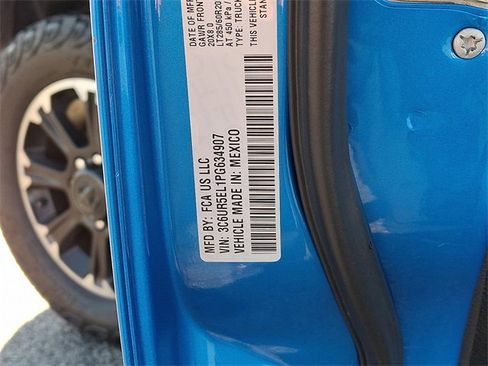 DATE OF MFR
GAWR FRONT
20X8.0
LT285/60R20
AT 450 kPa /
THIS VEHICLE
STAN
TYPE: TRUCK
MFD BY: FCA US LLC
VIN: 3C6UR5EL1PG634907
VEHICLE MADE IN: MEXICO